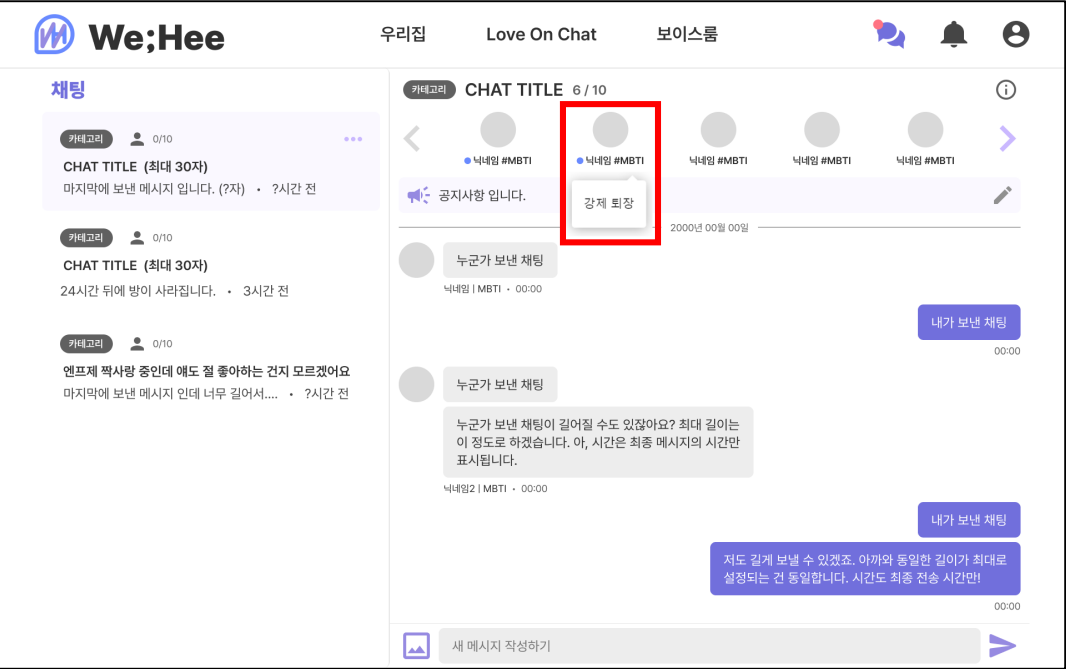 We;Hee
우리집
Love On Chat
보이스룸
채팅
카테고리 0/10
CHAT TITLE (최대 30자)
마지막에 보낸 메시지 입니다. (?자) • ?시간 전
카테고리 0/10
CHAT TITLE (최대 30자)
24시간 뒤에 방이 사라집니다. • 3시간 전
카테고리 0/10
엔프제 짝사랑 중인데 얘도 절 좋아하는 건지 모르겠어요
마지막에 보낸 메시지 인데 너무 길어서.... • ?시간 전
카테고리 CHAT TITLE 6 / 10
닉네임 #MBTI
닉네임 #MBTI
닉네임 #MBTI
닉네임 #MBTI
닉네임 #MBTI
공지사항 입니다.
강제 퇴장
2000년 00월 00일
누군가 보낸 채팅
닉네임 | MBTI • 00:00
내가 보낸 채팅
00:00
누군가 보낸 채팅
누군가 보낸 채팅이 길어질 수도 있잖아요? 최대 길이는
이 정도로 하겠습니다. 아, 시간은 최종 메시지의 시간만
표시됩니다.
닉네임2 | MBTI • 00:00
내가 보낸 채팅
저도 길게 보낼 수 있겠죠. 아까와 동일한 길이가 최대로
설정되는 건 동일합니다. 시간도 최종 전송 시간만!
00:00
새 메시지 작성하기